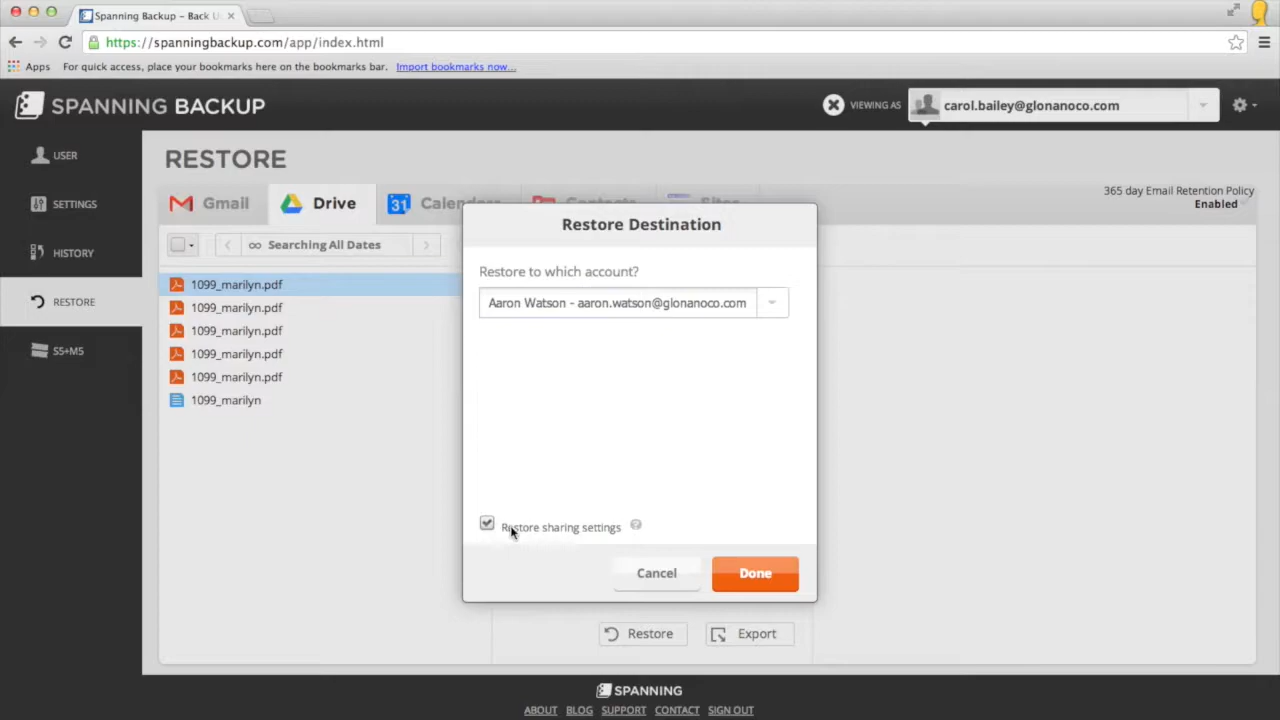 Spanning Backup – Back U
https://spanningbackup.com/app/index.html
Apps For quick access, place your bookmarks here on the bookmarks bar. Import bookmarks now...
SPANNING BACKUP
VIEWING AS carol.bailey@glonanoco.com
USER
SETTINGS
HISTORY
RESTORE
S5+M5
RESTORE
365 day Email Retention Policy
Enabled
Gmail Drive 31 Calendars Contacts Sites
Searching All Dates
1099_marilyn.pdf
1099_marilyn.pdf
1099_marilyn.pdf
1099_marilyn.pdf
1099_marilyn.pdf
1099_marilyn
Restore Destination
Restore to which account?
Aaron Watson - aaron.watson@glonanoco.com
Restore sharing settings ?
Cancel Done
Restore Export
SPANNING
ABOUT BLOG SUPPORT CONTACT SIGN OUT